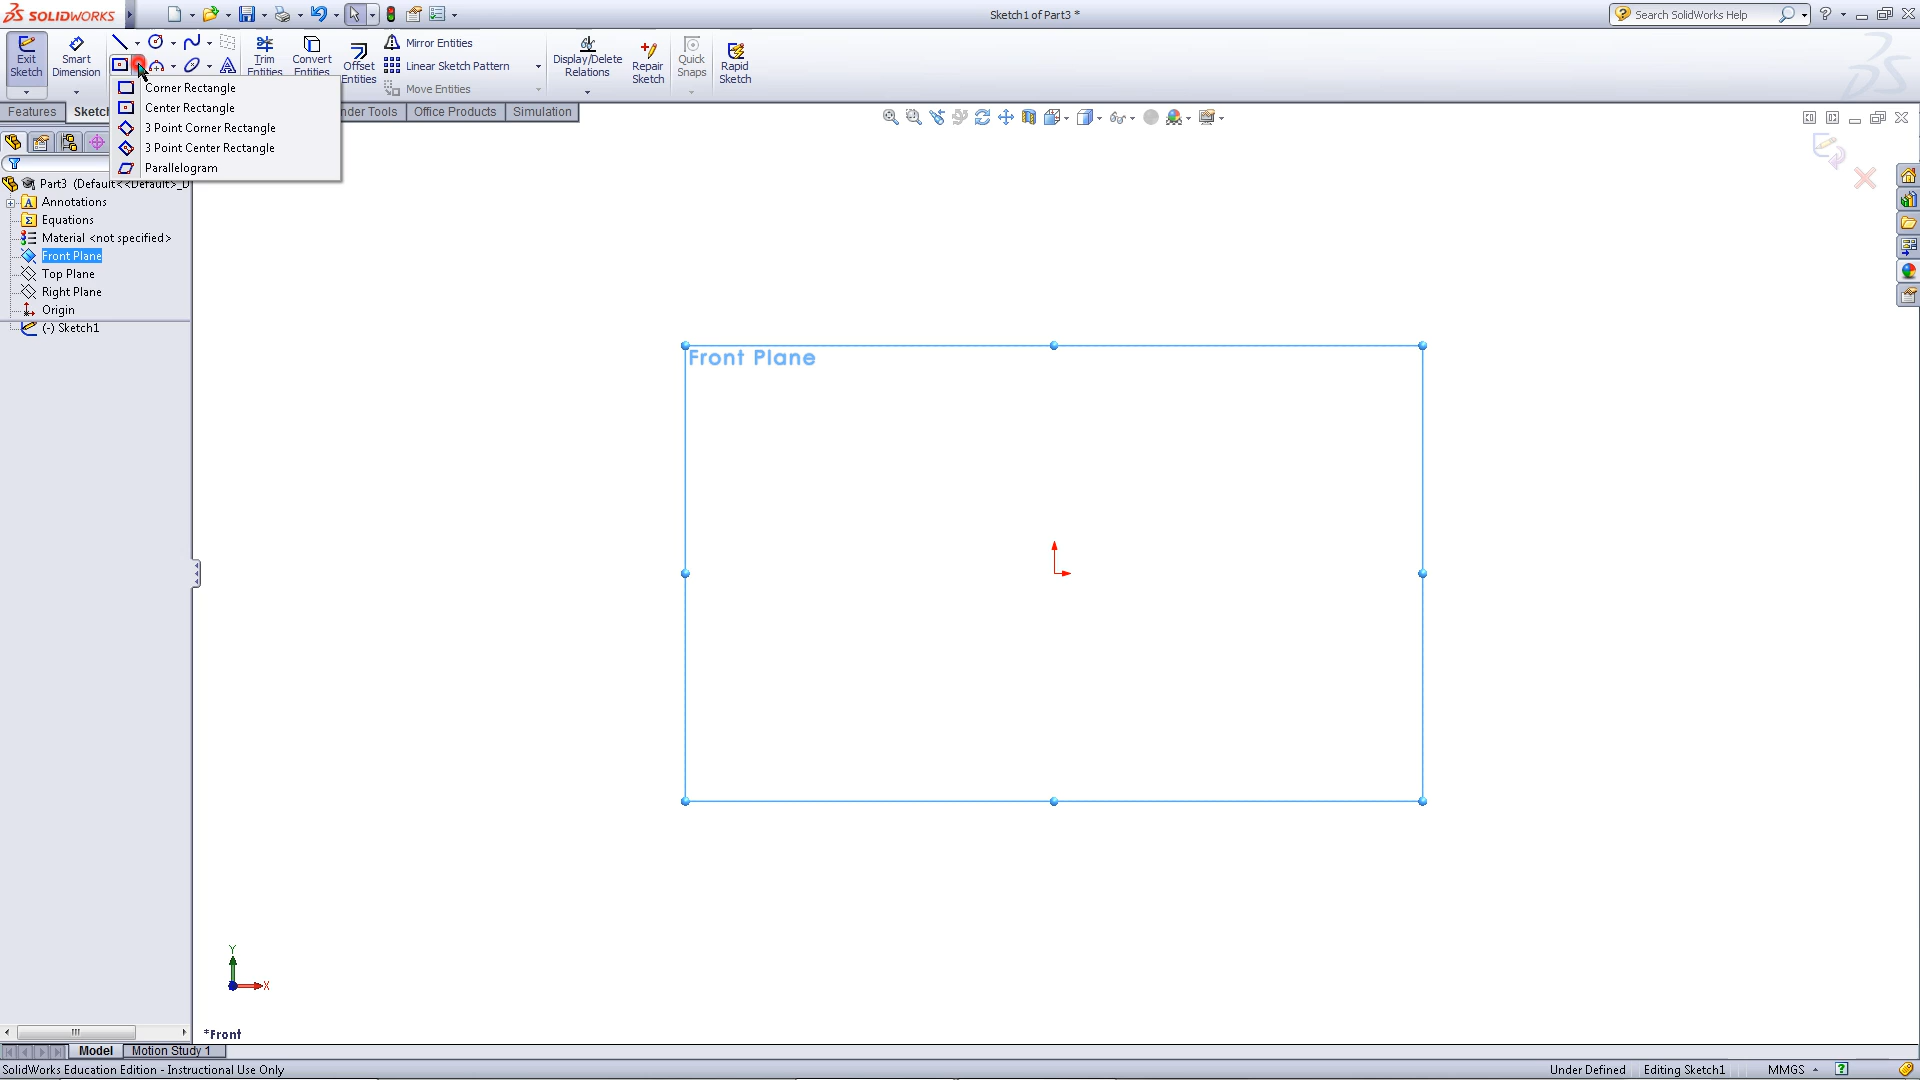 SOLIDWORKS
Sketch1 of Part3 *
Search SolidWorks Help
Exit Sketch
Smart Dimension
Trim Entities
Convert Entities
Offset Entities
Mirror Entities
Linear Sketch Pattern
Move Entities
Display/Delete Relations
Repair Sketch
Quick Snaps
Rapid Sketch
Features
Sketch
nder Tools
Office Products
Simulation
Corner Rectangle
Center Rectangle
3 Point Corner Rectangle
3 Point Center Rectangle
Parallelogram
Part3 (Default<<Default>_D
Annotations
Equations
Material <not specified>
Front Plane
Top Plane
Right Plane
Origin
(-) Sketch1
Front Plane
Y
X
*Front
Model
Motion Study 1
SolidWorks Education Edition - Instructional Use Only
Under Defined
Editing Sketch1
MMGS